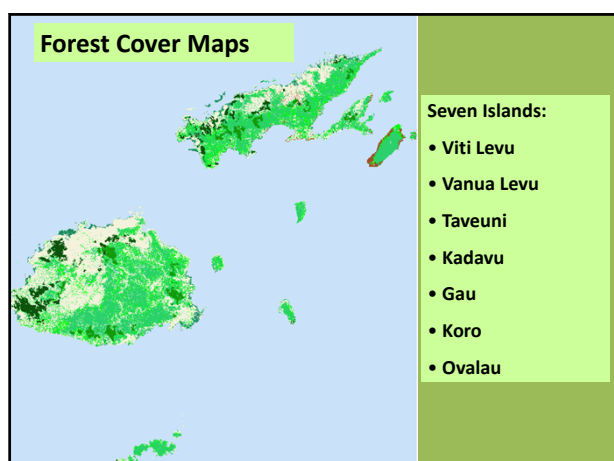 Forest Cover Maps
Seven Islands:
• Viti Levu
• Vanua Levu
• Taveuni
• Kadavu
• Gau
• Koro
• Ovalau